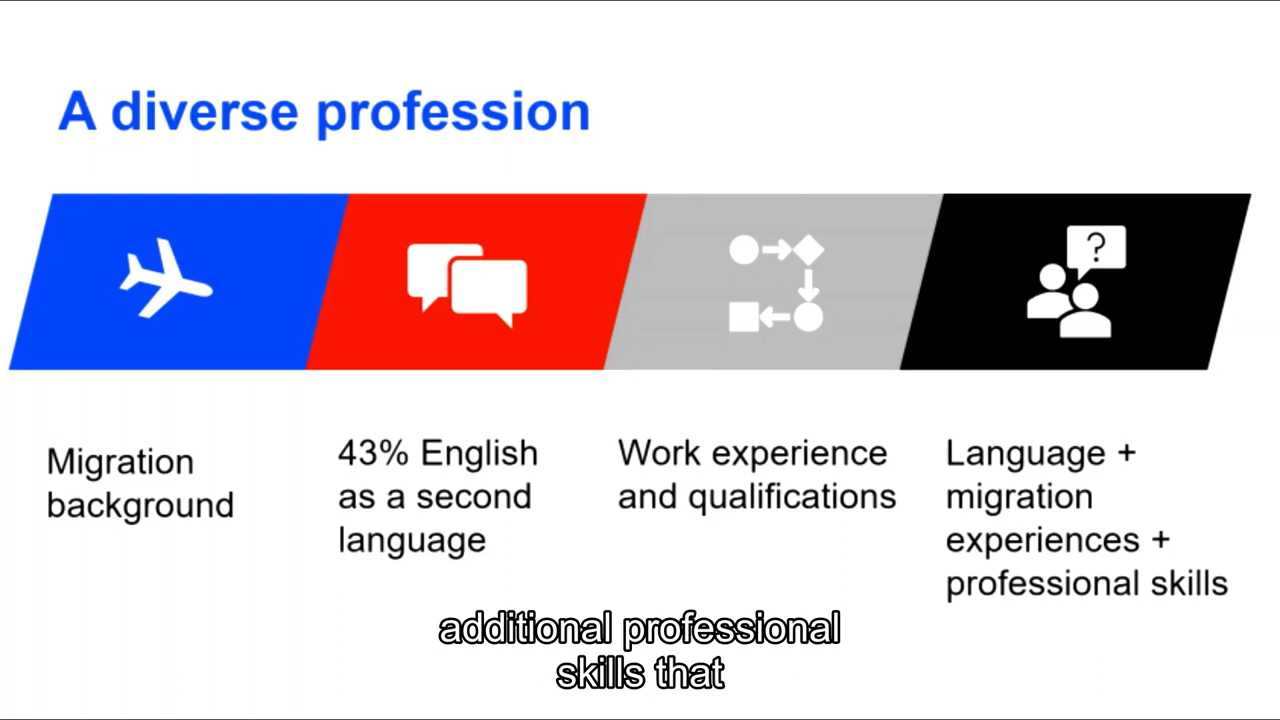 A diverse profession
?
Migration
background
43% English
as a second
language
Work experience
and qualifications
Language +
migration
experiences +
professional skills
additional professional
skills that